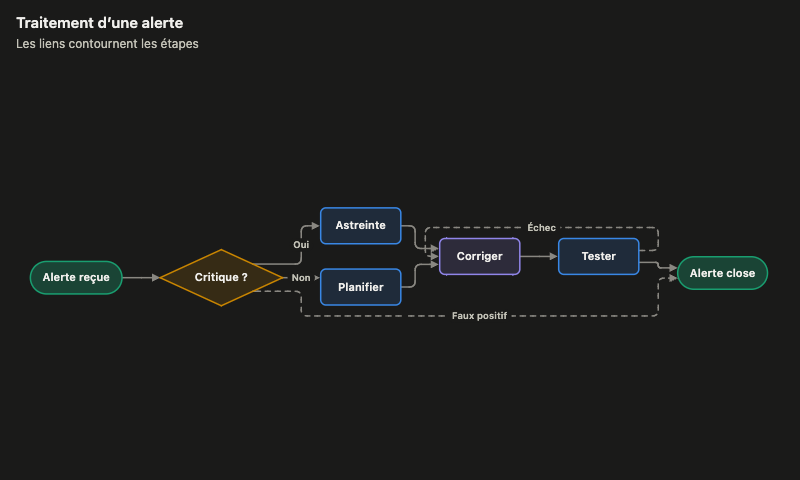 Traitement d’une alerte
Les liens contournent les étapes
Alerte reçue
Critique ?
Oui
Non
Astreinte
Planifier
Échec
Corriger
Tester
Alerte close
Faux positif